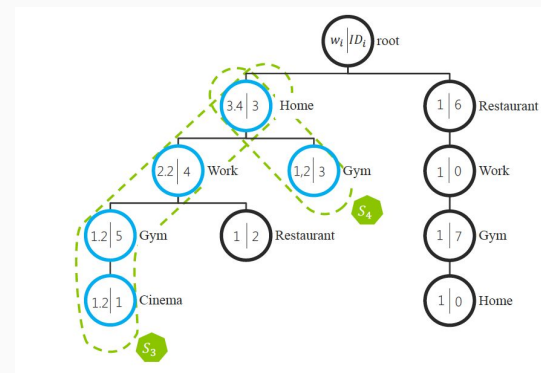 w_i|ID_i root
3.4|3 Home
1|6 Restaurant
2.2|4 Work
1,2|3 Gym
1|0 Work
S_4
1.2|5 Gym
1|2 Restaurant
1|7 Gym
1.2|1 Cinema
1|0 Home
S_3